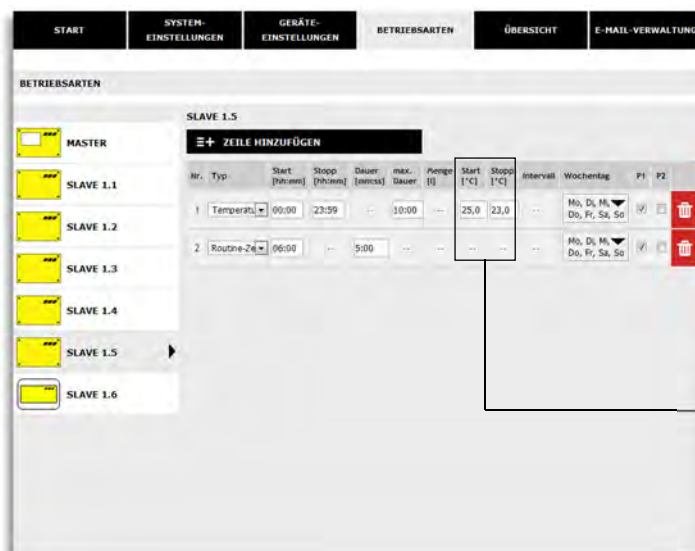 START
SYSTEM-
EINSTELLUNGEN
GERÄTE-
EINSTELLUNGEN
BETRIEBSARTEN
ÜBERSICHT
E-MAIL-VERWALTUNG
BETRIEBSARTEN
MASTER
SLAVE 1.1
SLAVE 1.2
SLAVE 1.3
SLAVE 1.4
SLAVE 1.5
SLAVE 1.6
SLAVE 1.5
ZEILE HINZUFÜGEN
Nr. Typ Start [hh:mm] Stopp [hh:mm] Dauer [mm:ss] max. Dauer Menge [l] Start [°C] Stopp [°C] Intervall Wochentag P1 P2
1 Temperatu 00:00 23:59 -- 10:00 -- 25,0 23,0 -- Mo, Di, Mi, Do, Fr, Sa, So
2 Routine-Ze 06:00 -- 5:00 -- -- -- -- -- Mo, Di, Mi, Do, Fr, Sa, So